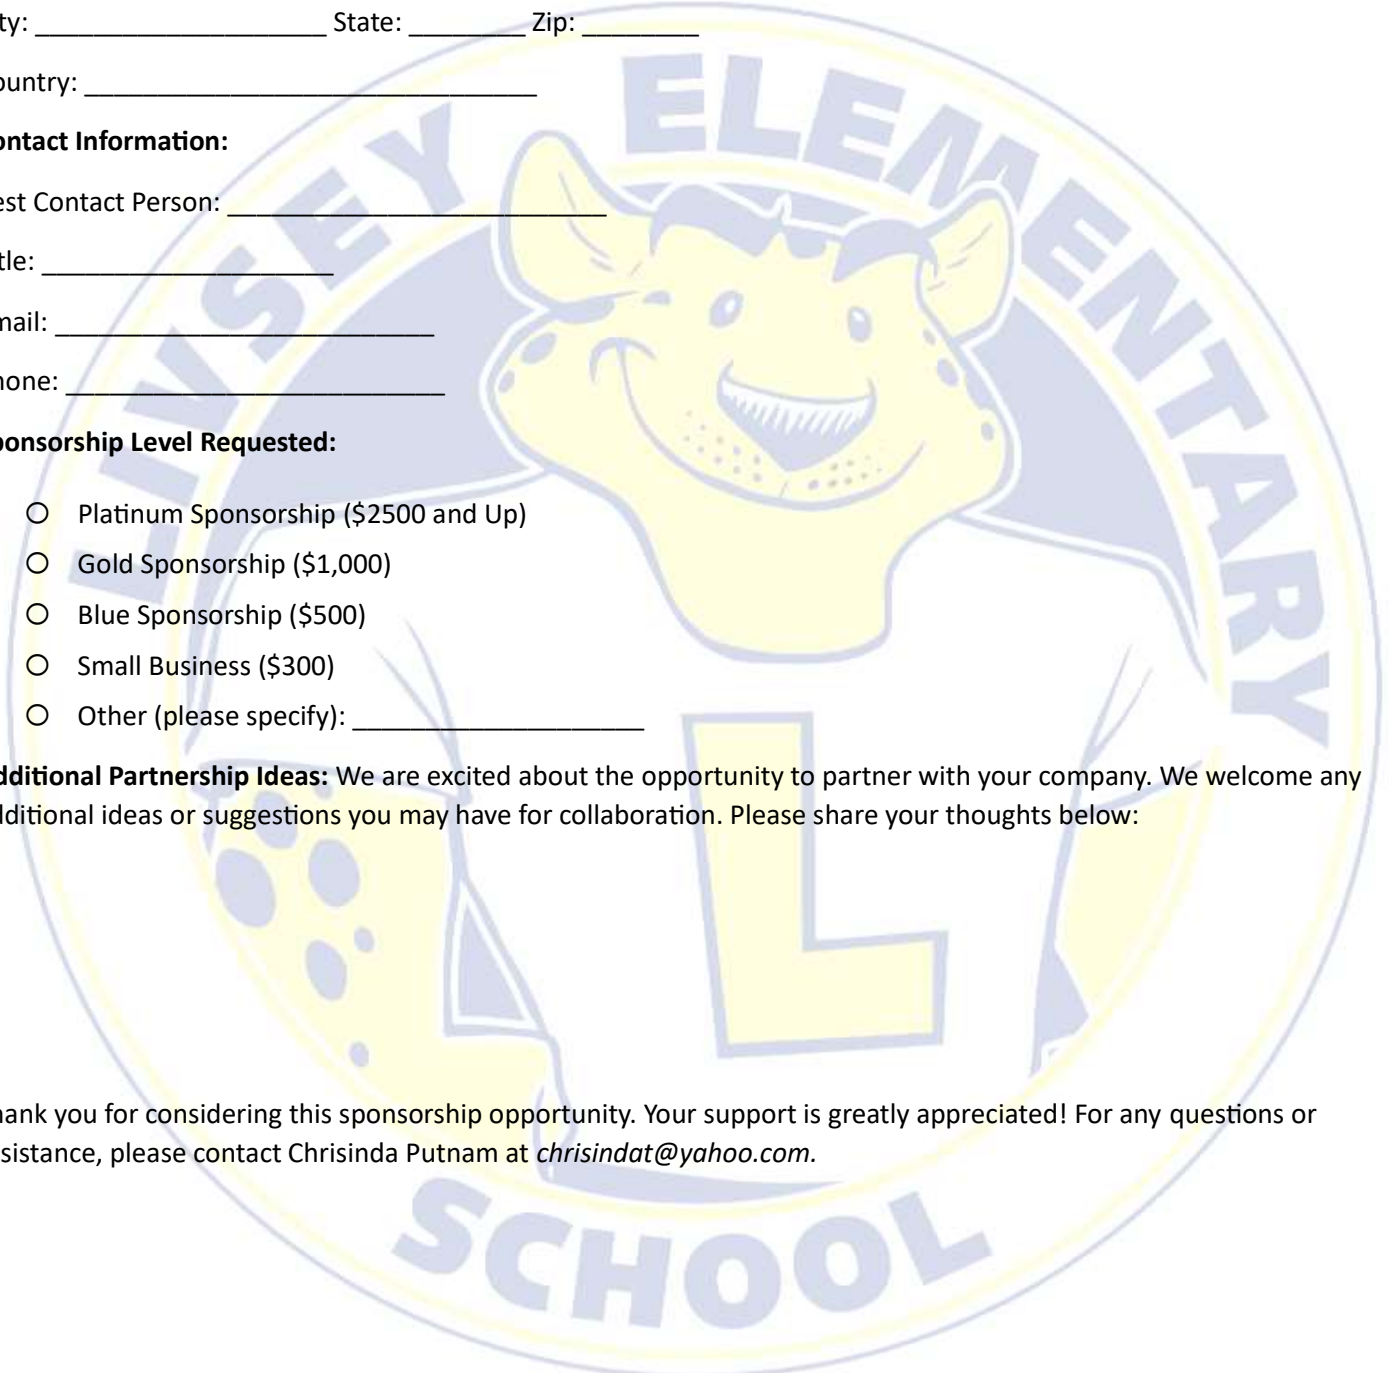 ty: ____________________ State: ________ Zip: ________
ountry: _______________________________
ontact Information:
est Contact Person: __________________________
tle: ____________________
mail: __________________________
hone: __________________________
ponsorship Level Requested:
○ Platinum Sponsorship ($2500 and Up)
○ Gold Sponsorship ($1,000)
○ Blue Sponsorship ($500)
○ Small Business ($300)
○ Other (please specify): ____________________
dditional Partnership Ideas: We are excited about the opportunity to partner with your company. We welcome any
dditional ideas or suggestions you may have for collaboration. Please share your thoughts below:
hank you for considering this sponsorship opportunity. Your support is greatly appreciated! For any questions or
sistance, please contact Chrisinda Putnam at chrisindat@yahoo.com.
LIVSEY ELEMENTARY
L
SCHOOL